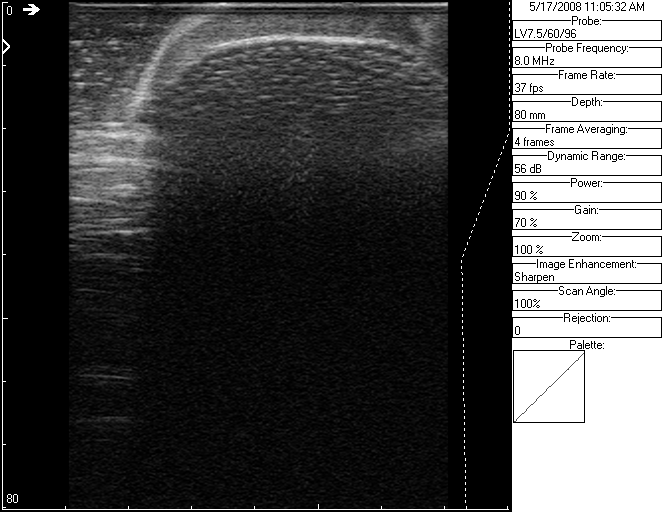 0
5/17/2008 11:05:32 AM
Probe:
LV7.5/60/96
Probe Frequency:
8.0 MHz
Frame Rate:
37 fps
Depth:
80 mm
Frame Averaging:
4 frames
Dynamic Range:
56 dB
Power:
90 %
Gain:
70 %
Zoom:
100 %
Image Enhancement:
Sharpen
Scan Angle:
100%
Rejection:
0
Palette:
80